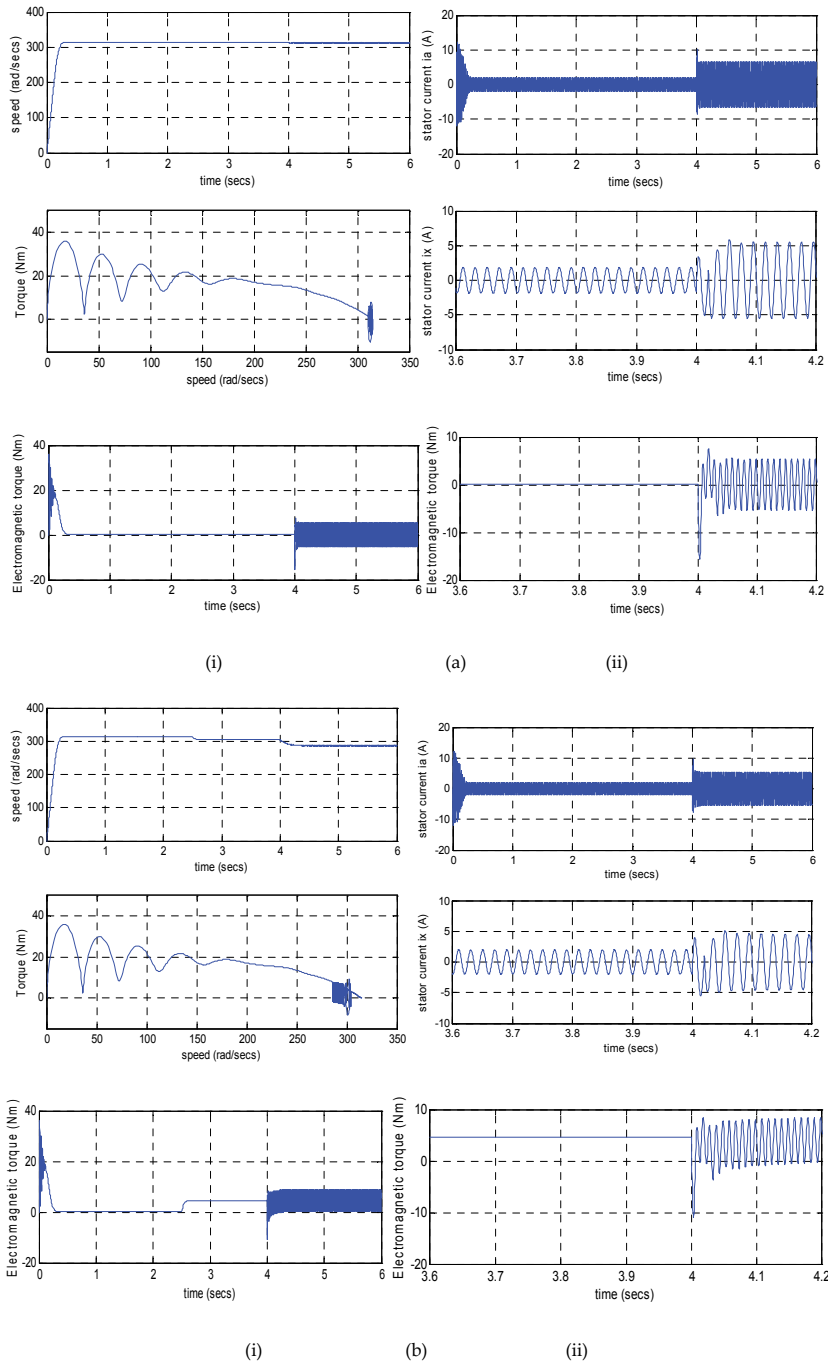 400
300
200
100
0
speed (rad/secs)
0 1 2 3 4 5 6
time (secs)
20
10
0
-10
-20
stator current ia (A)
0 1 2 3 4 5 6
time (secs)
40
20
0
Torque (Nm)
0 50 100 150 200 250 300 350
speed (rad/secs)
10
5
0
-5
-10
stator current ix (A)
3.6 3.7 3.8 3.9 4 4.1 4.2
time (secs)
40
20
0
-20
Electromagnetic torque (Nm)
0 1 2 3 4 5 6
time (secs)
10
0
-10
-20
Electromagnetic torque (Nm)
3.6 3.7 3.8 3.9 4 4.1 4.2
time (secs)
(i) (a) (ii)
400
300
200
100
0
speed (rad/secs)
0 1 2 3 4 5 6
time (secs)
20
10
0
-10
-20
stator current ia (A)
0 1 2 3 4 5 6
time (secs)
40
20
0
Torque (Nm)
0 50 100 150 200 250 300 350
speed (rad/secs)
10
5
0
-5
-10
stator current ix (A)
3.6 3.7 3.8 3.9 4 4.1 4.2
time (secs)
40
20
0
-20
Electromagnetic torque (Nm)
0 1 2 3 4 5 6
time (secs)
10
0
-10
-20
Electromagnetic torque (Nm)
3.6 3.7 3.8 3.9 4 4.1 4.2
time (secs)
(i) (b) (ii)